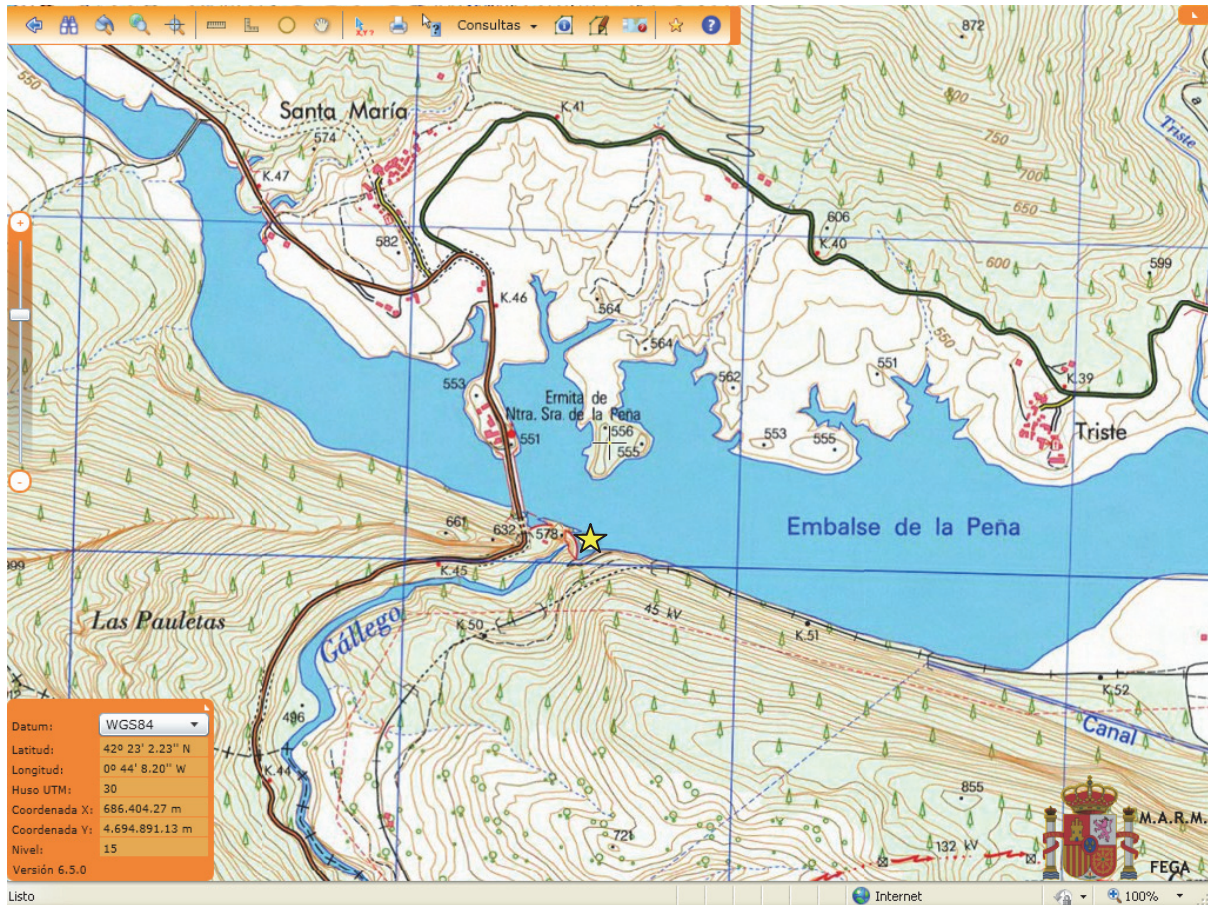 Consultas
872
550
Santa María
K.41
800
Triste
574
750
K.47
700
650
606
582
K.40
600
599
K.46
564
564
550
551
553
562
K.39
Ermita de
Ntra. Sra. de la Peña
556
551
555
553
555
Triste
661
632
578
Embalse de la Peña
999
K.45
Las Pauletas
Gállego
45 kV
K.50
K.51
K.52
496
Canal
Datum: WGS84
Latitud: 42º 23' 2.23'' N
Longitud: 0º 44' 8.20'' W
Huso UTM: 30
Coordenada X: 686.404.27 m
Coordenada Y: 4.694.891.13 m
Nivel: 15
Versión 6.5.0
K.44
855
721
132 kV
M.A.R.M.
FEGA
Listo
Internet
100%